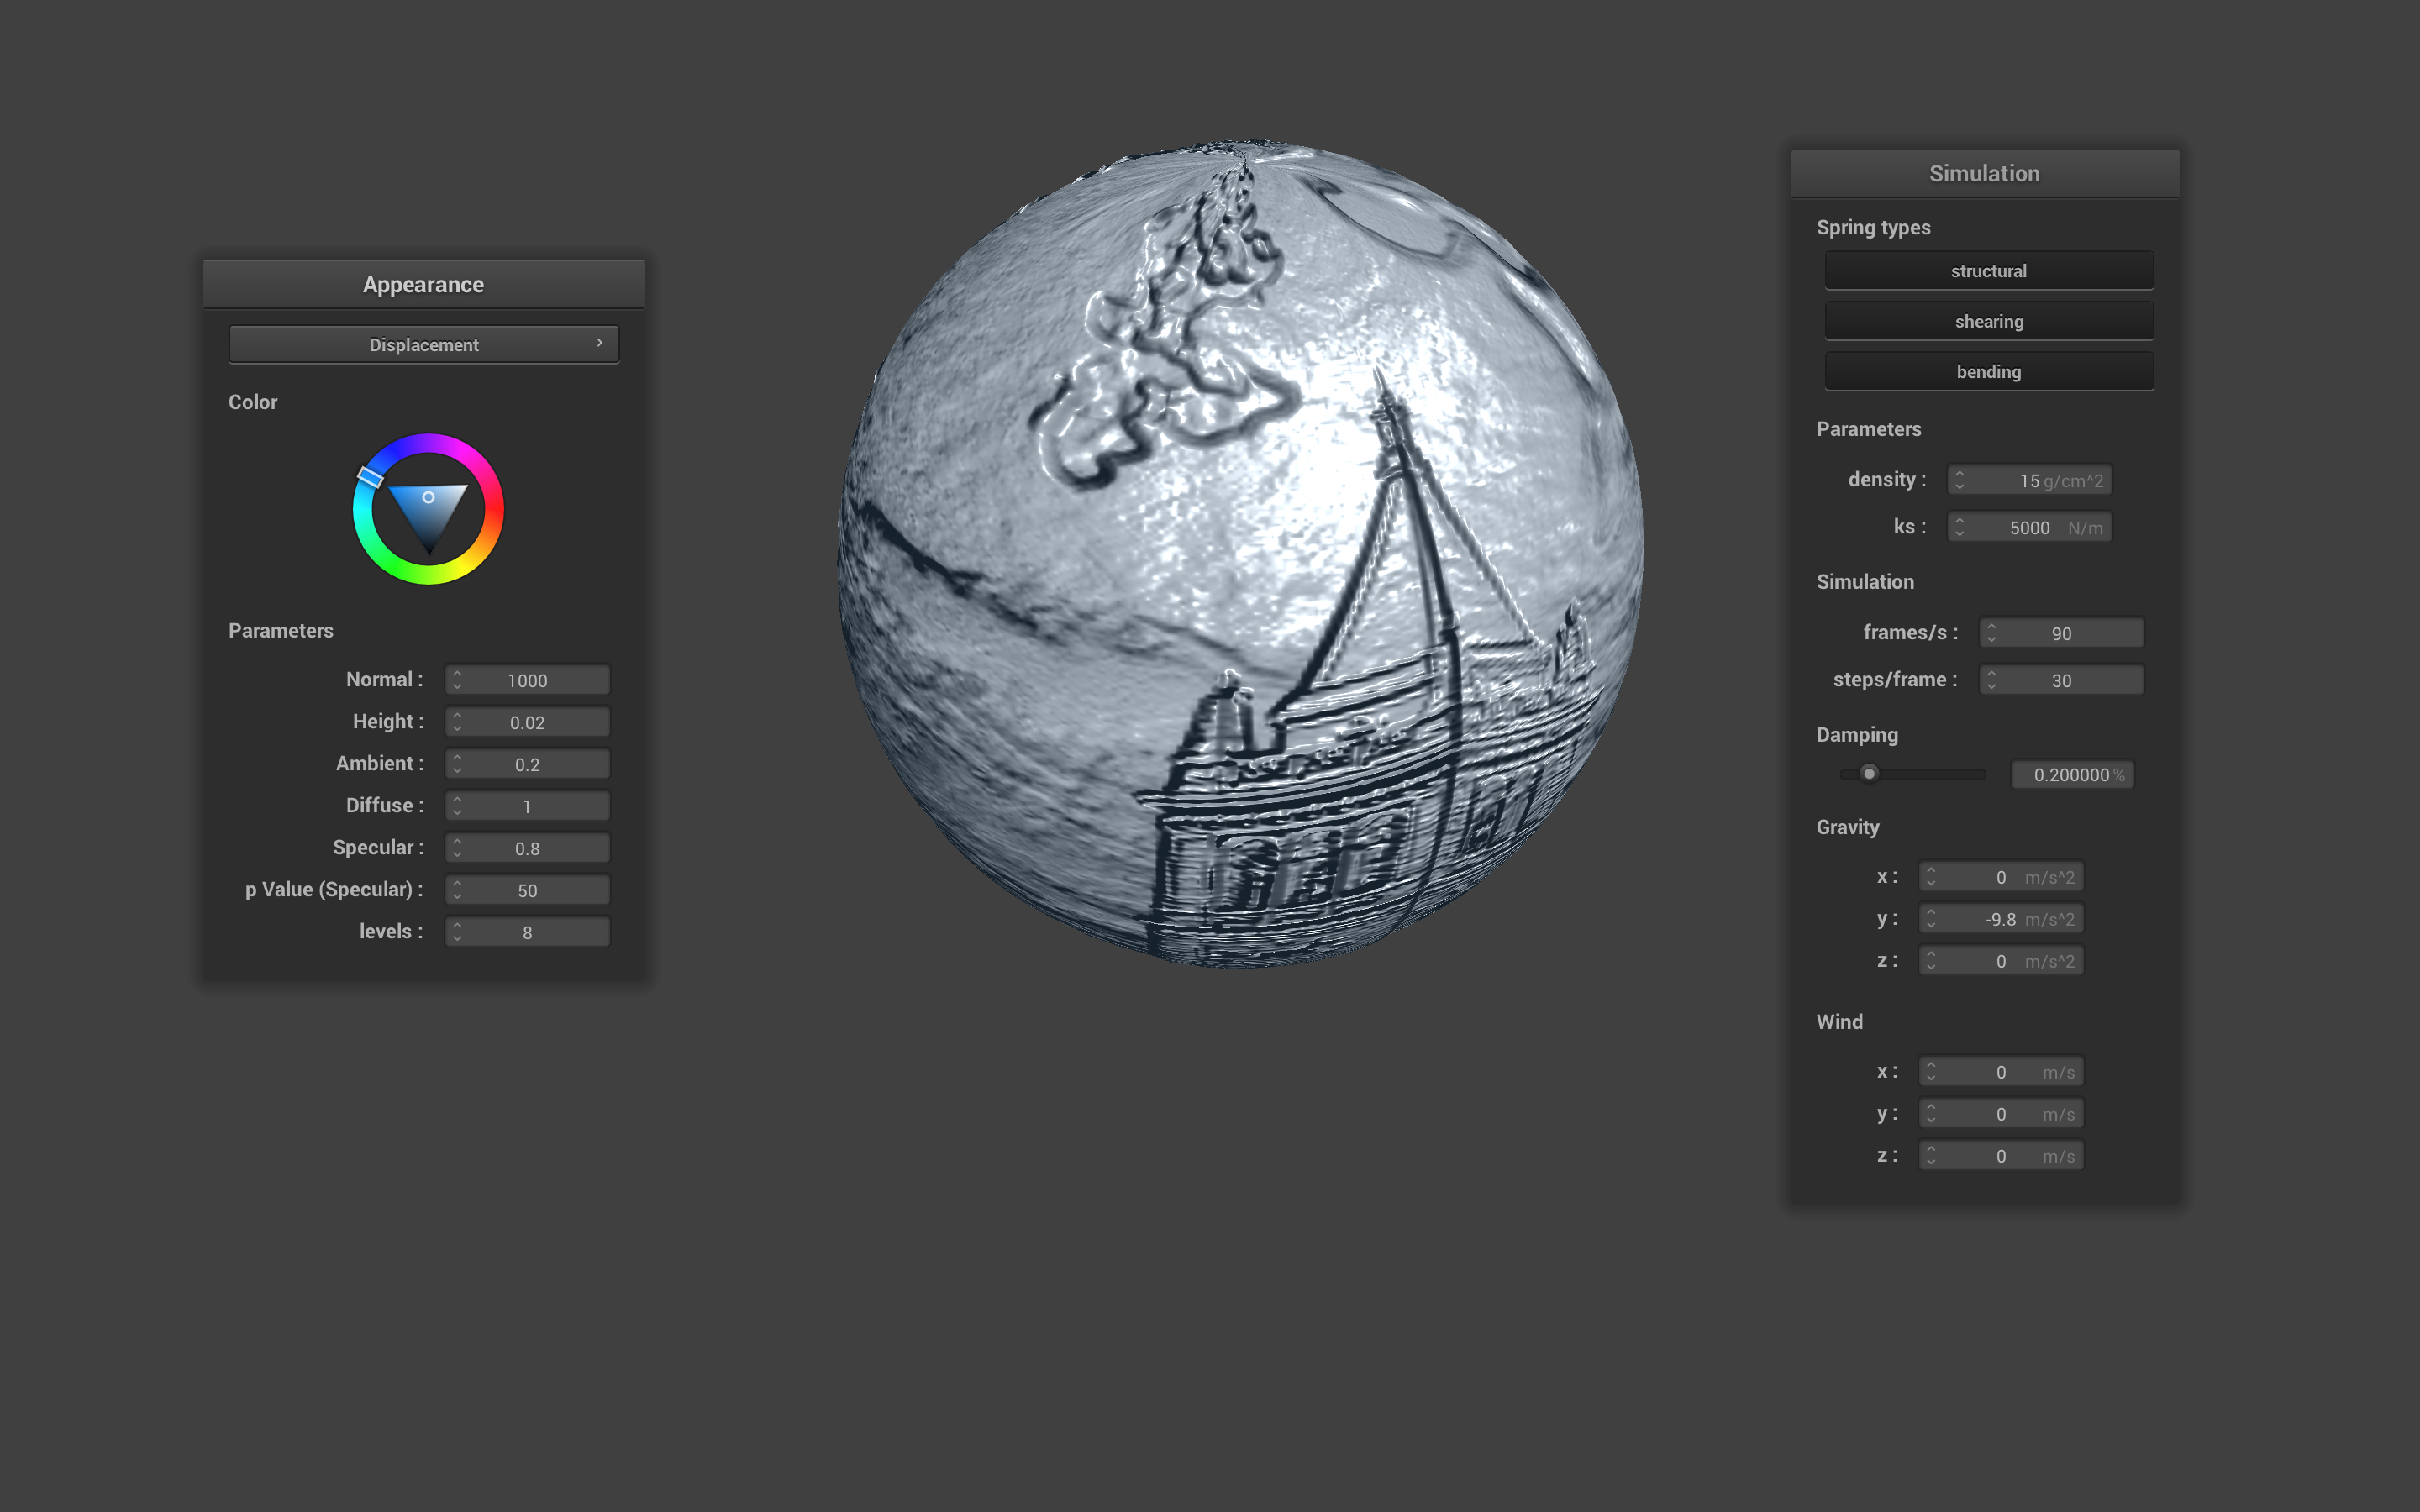 Appearance
Displacement
Color
Parameters
Normal : 1000
Height : 0.02
Ambient : 0.2
Diffuse : 1
Specular : 0.8
p Value (Specular) : 50
levels : 8
Simulation
Spring types
structural
shearing
bending
Parameters
density : 15 g/cm^2
ks : 5000 N/m
Simulation
frames/s : 90
steps/frame : 30
Damping
0.200000 %
Gravity
x : 0 m/s^2
y : -9.8 m/s^2
z : 0 m/s^2
Wind
x : 0 m/s
y : 0 m/s
z : 0 m/s